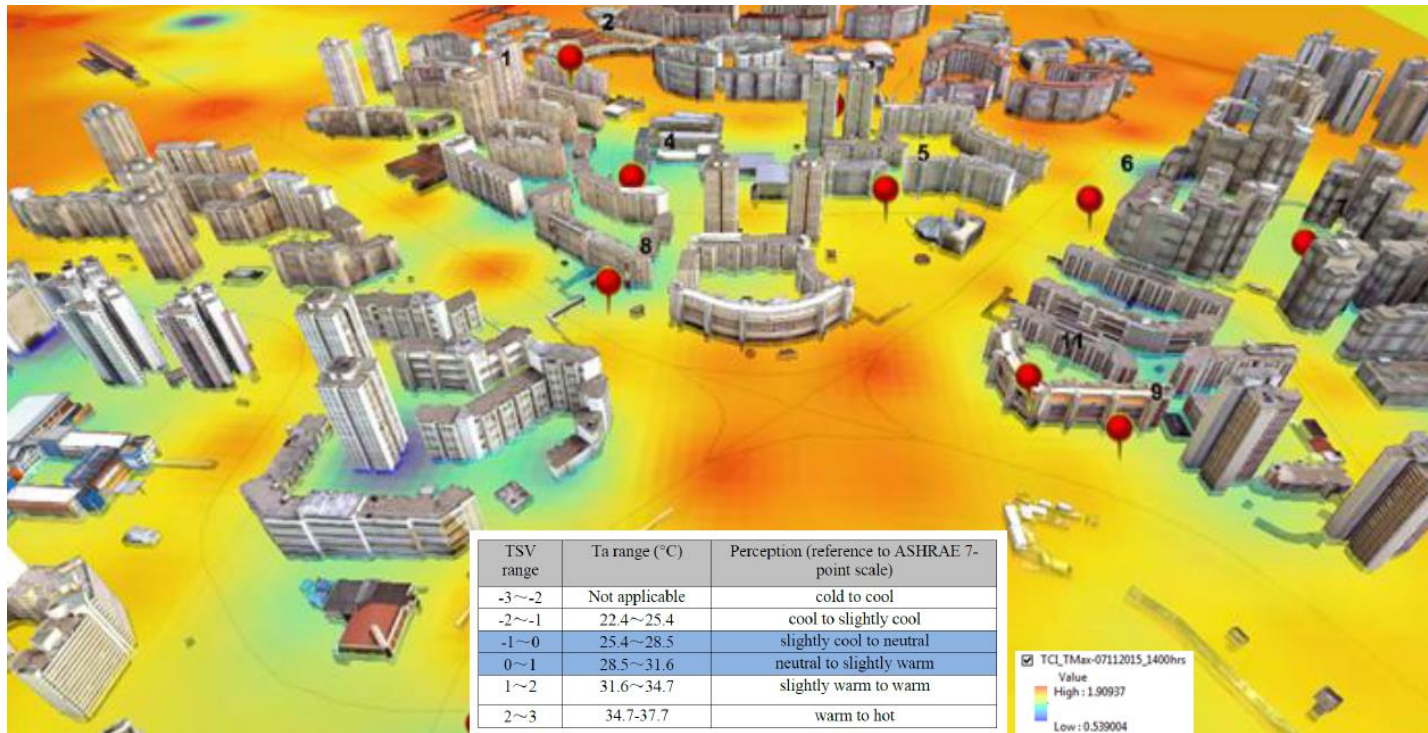 2
1
4
5
6
7
8
11
9
TSV range
Ta range (°C)
Perception (reference to ASHRAE 7-point scale)
-3～-2 Not applicable cold to cool
-2～-1 22.4～25.4 cool to slightly cool
-1～0 25.4～28.5 slightly cool to neutral
0～1 28.5～31.6 neutral to slightly warm
1～2 31.6～34.7 slightly warm to warm
2～3 34.7-37.7 warm to hot
TCI_TMax-07112015_1400hrs
Value
High : 1.90937
Low : 0.539004